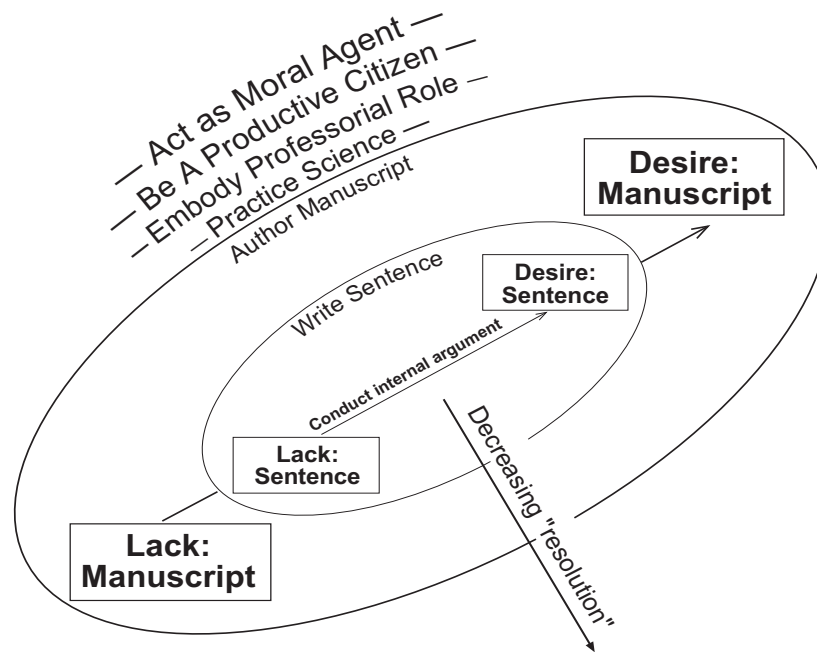 — Act as Moral Agent —
— Be A Productive Citizen —
— Embody Professorial Role —
— Practice Science —
Author Manuscript
Desire:
Manuscript
Write Sentence
Desire:
Sentence
Conduct internal argument
Lack:
Sentence
Decreasing "resolution"
Lack:
Manuscript